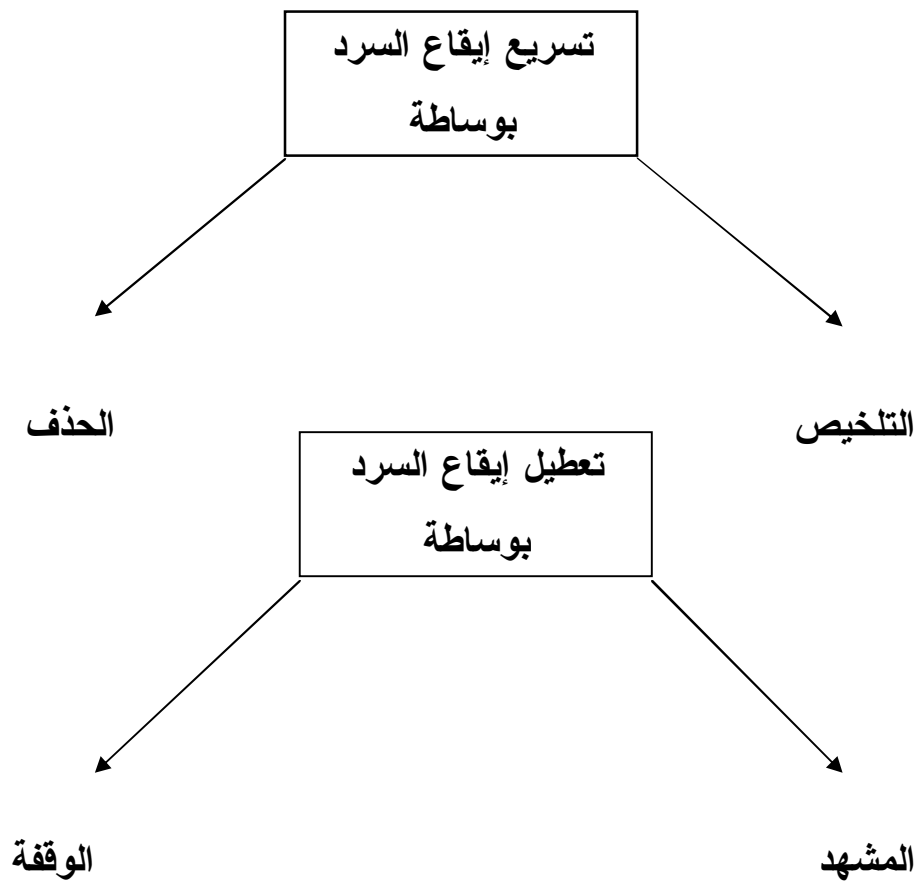 تسريع إيقاع السرد
بوساطة
التلخيص
الحذف
تعطيل إيقاع السرد
بوساطة
المشهد
الوقفة